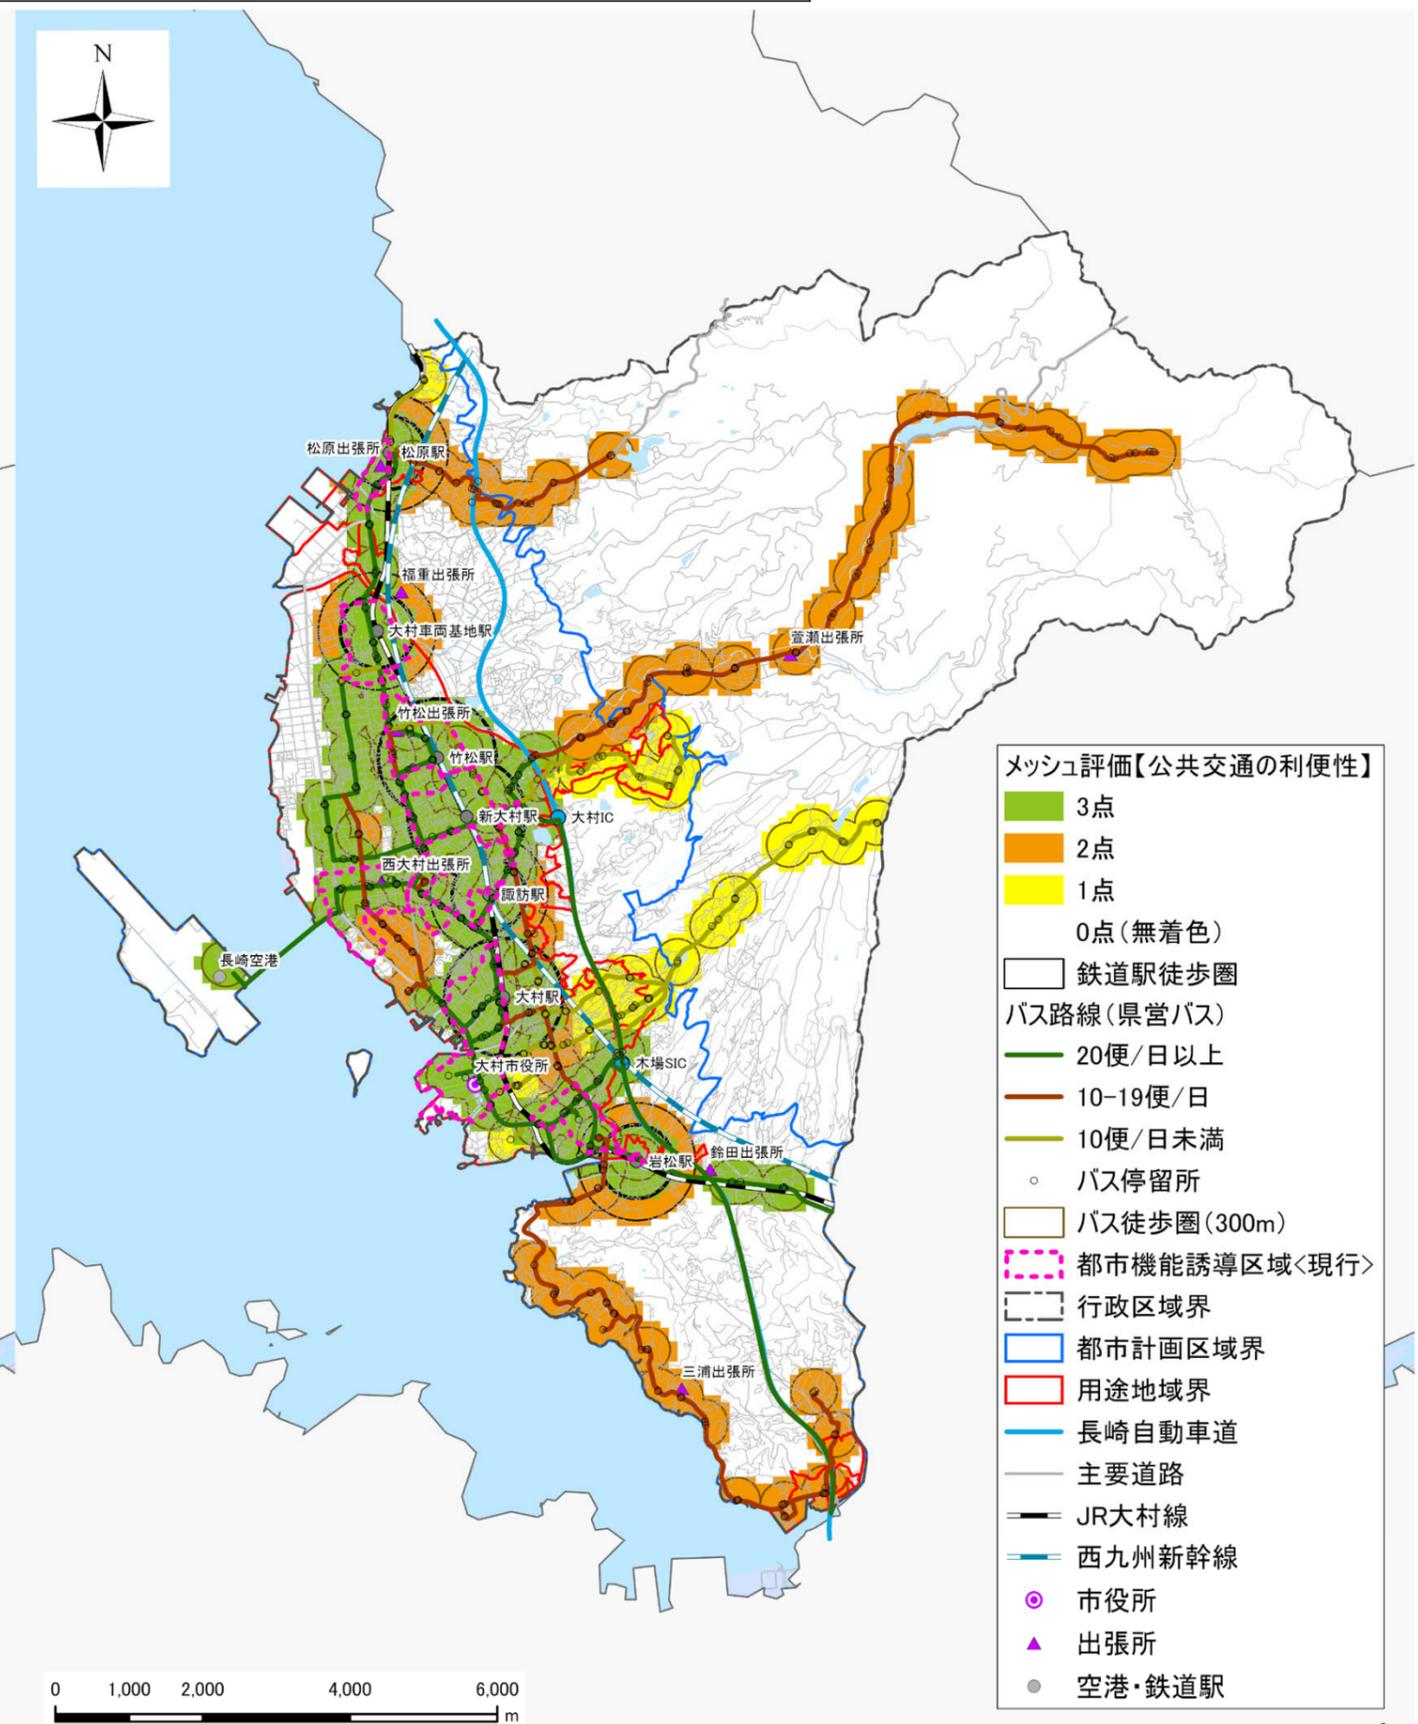 N
松原出張所
松原駅
福重出張所
大村車両基地駅
萱瀬出張所
竹松出張所
竹松駅
新大村駅
大村IC
西大村出張所
諏訪駅
長崎空港
大村駅
大村市役所
木場SIC
鈴田出張所
岩松駅
三浦出張所
メッシュ評価【公共交通の利便性】
3点
2点
1点
0点(無着色)
鉄道駅徒歩圏
バス路線(県営バス)
20便/日以上
10-19便/日
10便/日未満
バス停留所
バス徒歩圏(300m)
都市機能誘導区域<現行>
行政区域界
都市計画区域界
用途地域界
長崎自動車道
主要道路
JR大村線
西九州新幹線
市役所
出張所
空港・鉄道駅
0 1,000 2,000 4,000 6,000
m